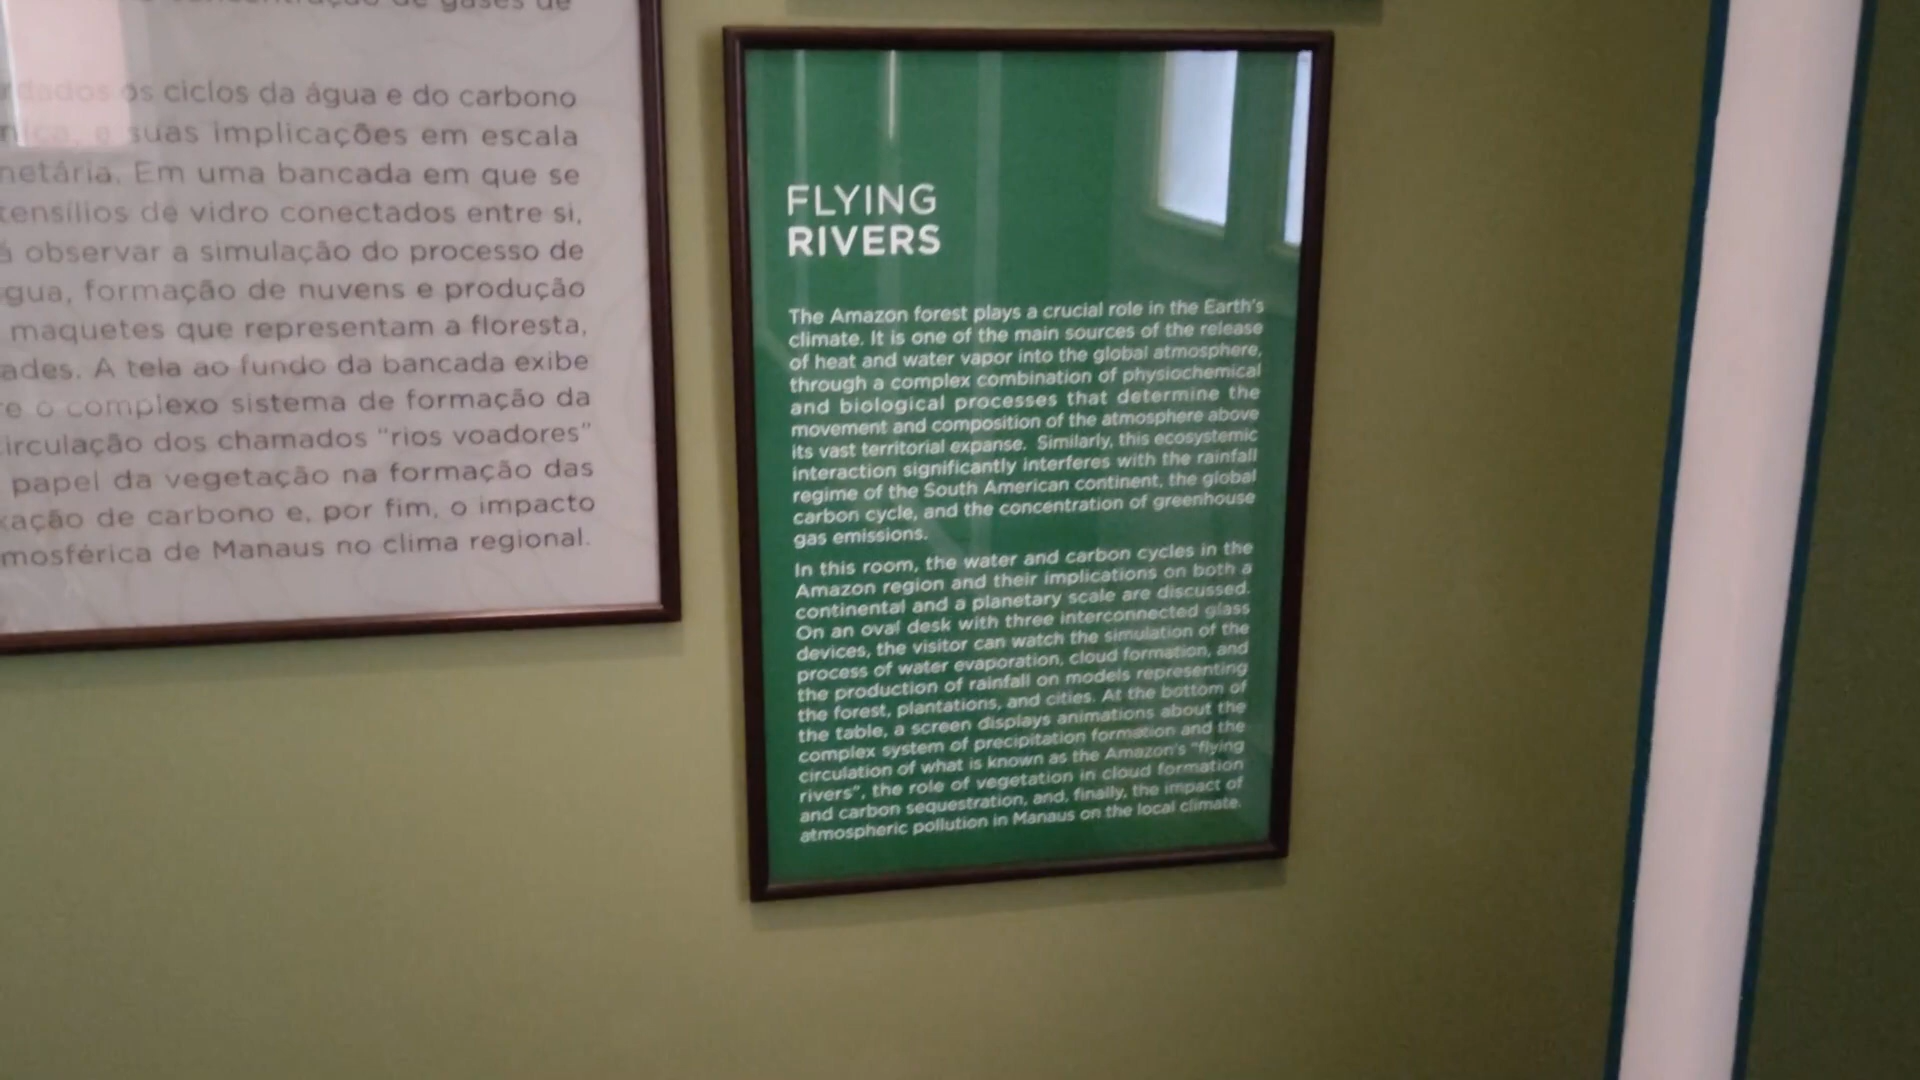 concentração de gases de
os ciclos da água e do carbono
suas implicações em escala
Em uma bancada em que se
de vidro conectados entre si,
observar a simulação do processo de
formação de nuvens e produção
maquetes que representam a floresta,
A tela ao fundo da bancada exibe
o complexo sistema de formação da
circulação dos chamados "rios voadores"
papel da vegetação na formação das
de carbono e, por fim, o impacto
de Manaus no clima regional.
FLYING
RIVERS
The Amazon forest plays a crucial role in the Earth's
climate. It is one of the main sources of the release
of heat and water vapor into the global atmosphere,
through a complex combination of physiochemical
and biological processes that determine the
movement and composition of the atmosphere above
its vast territorial expanse. Similarly, this ecosystemic
interaction significantly interferes with the rainfall
regime of the South American continent, the global
carbon cycle, and the concentration of greenhouse
gas emissions.
In this room, the water and carbon cycles in the
Amazon region and their implications on both a
continental and a planetary scale are discussed.
On an oval desk with three interconnected glass
devices, the visitor can watch the simulation of the
process of water evaporation, cloud formation, and
the production of rainfall on models representing
the forest, plantations, and cities. At the bottom of
the table, a screen displays animations about the
complex system of precipitation formation and the
circulation of what is known as the Amazon's "flying
rivers", the role of vegetation in cloud formation
and carbon sequestration, and, finally, the impact of
atmospheric pollution in Manaus on the local climate.